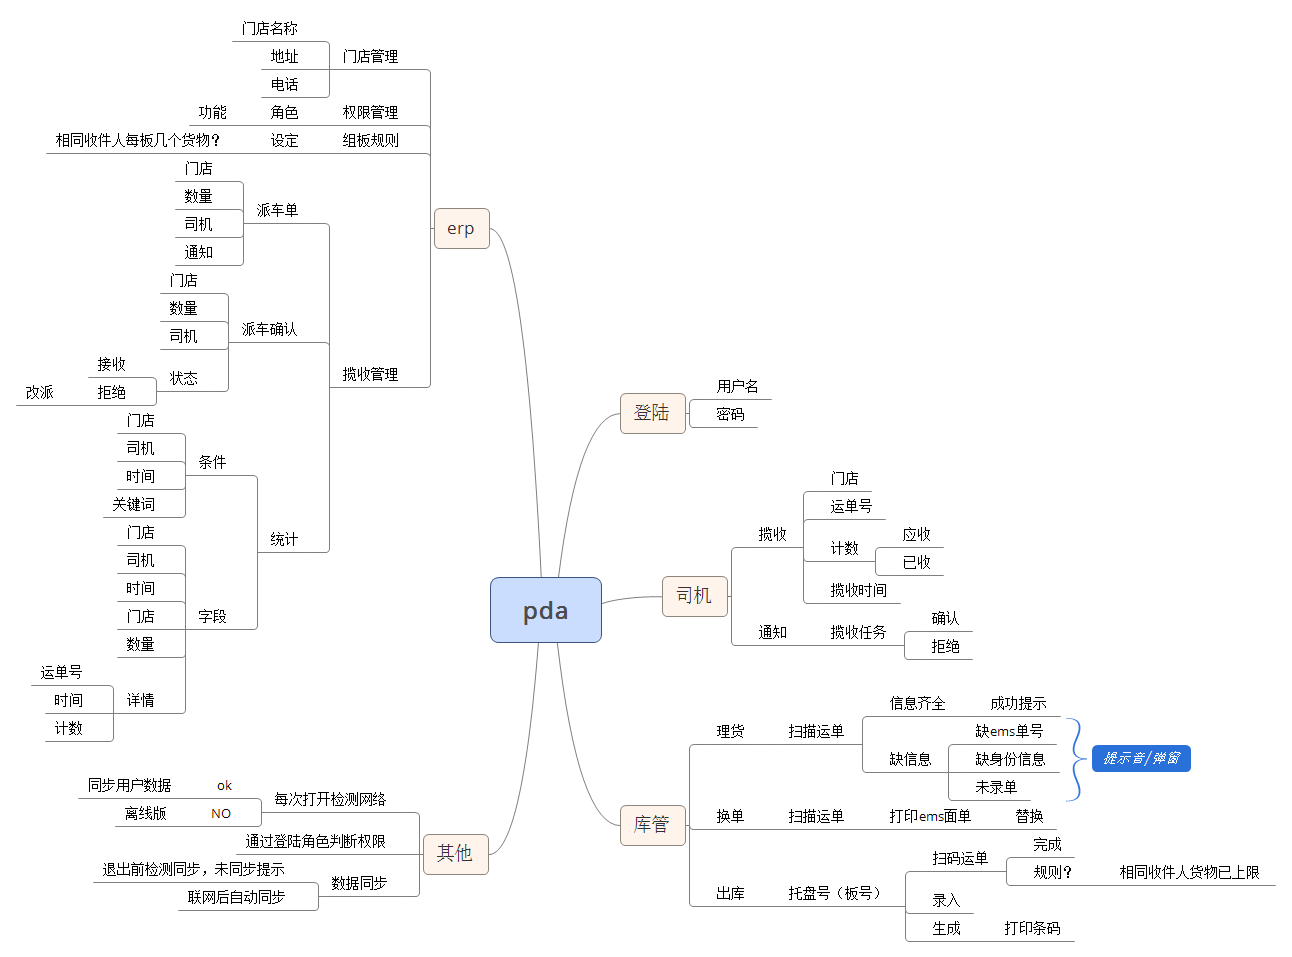 pda
erp
门店管理
门店名称
地址
电话
权限管理
角色
功能
组板规则
设定
相同收件人每板几个货物？
揽收管理
派车单
门店
数量
司机
通知
派车确认
门店
数量
司机
状态
接收
拒绝
改派
统计
条件
门店
司机
时间
关键词
字段
门店
司机
时间
门店
数量
详情
运单号
时间
计数
其他
每次打开检测网络
ok
同步用户数据
NO
离线版
通过登陆角色判断权限
数据同步
退出前检测同步，未同步提示
联网后自动同步
登陆
用户名
密码
司机
揽收
门店
运单号
计数
应收
已收
揽收时间
通知
揽收任务
确认
拒绝
库管
理货
扫描运单
信息齐全
成功提示
缺信息
缺ems单号
缺身份信息
未录单
提示音/弹窗
换单
扫描运单
打印ems面单
替换
出库
托盘号（板号）
扫码运单
完成
规则？
相同收件人货物已上限
录入
生成
打印条码